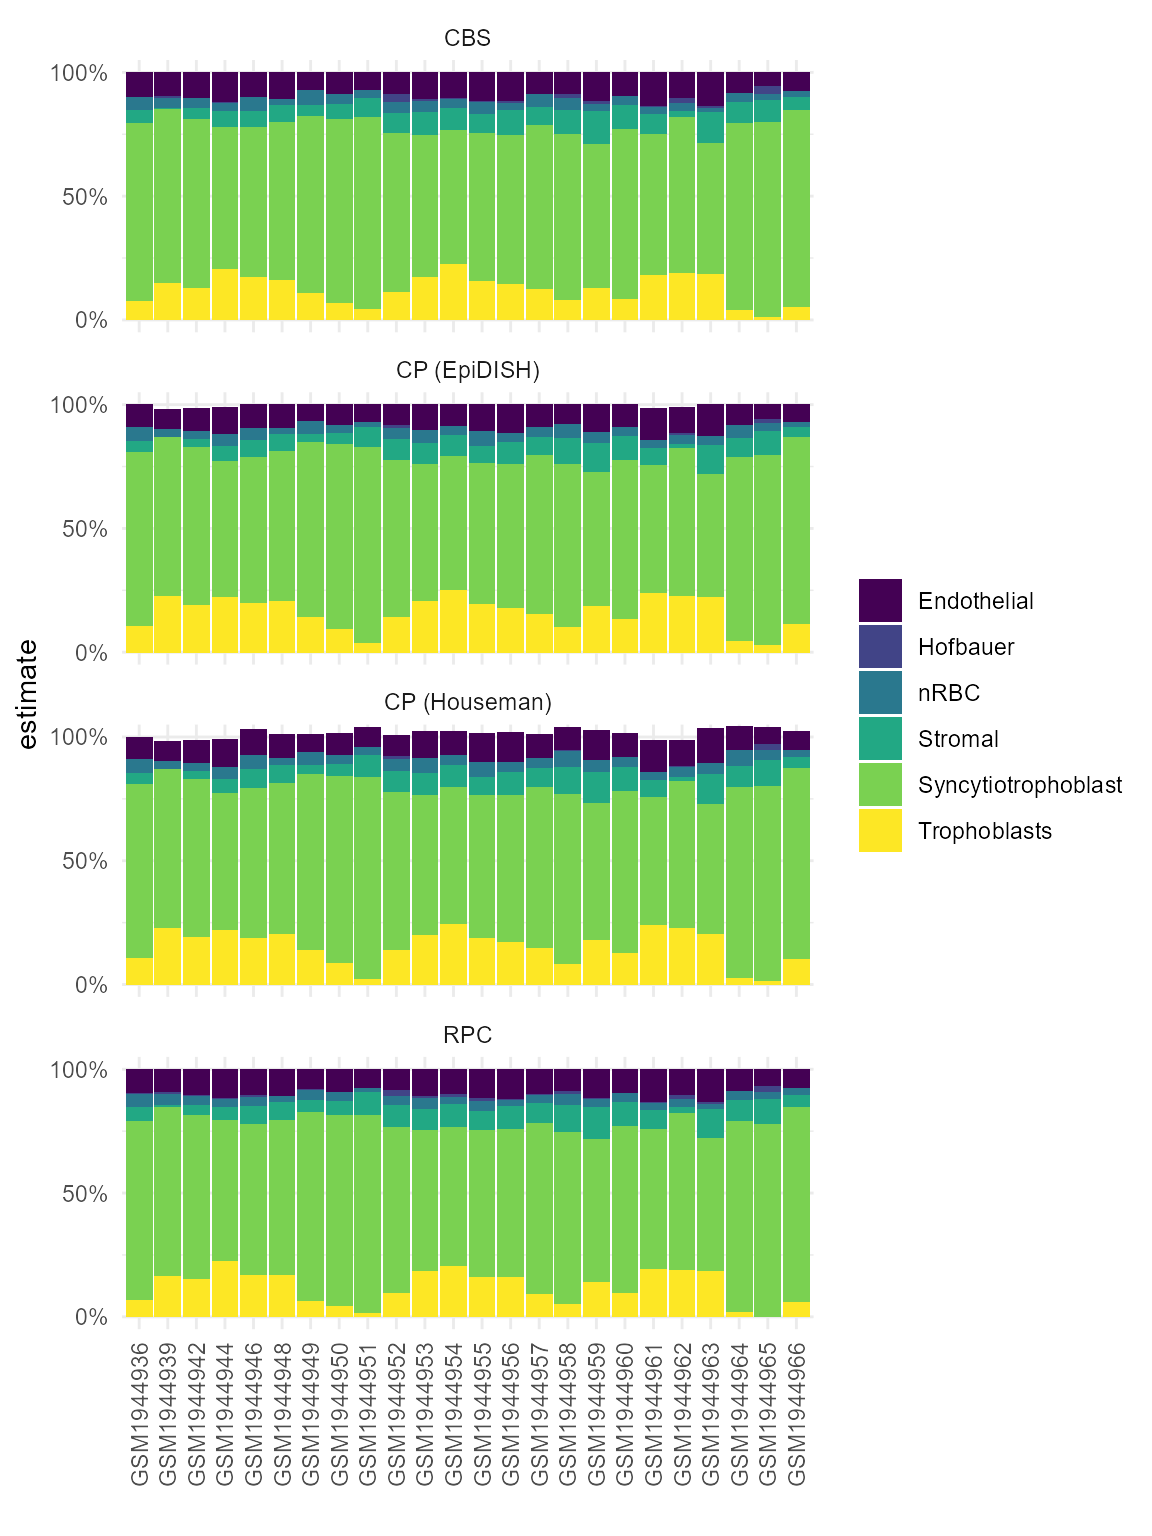 CBS
100%
50%
0%
CP (EpiDISH)
100%
50%
0%
CP (Houseman)
100%
50%
0%
RPC
100%
50%
0%
estimate
GSM1944936
GSM1944939
GSM1944942
GSM1944944
GSM1944946
GSM1944948
GSM1944949
GSM1944950
GSM1944951
GSM1944952
GSM1944953
GSM1944954
GSM1944955
GSM1944956
GSM1944957
GSM1944958
GSM1944959
GSM1944960
GSM1944961
GSM1944962
GSM1944963
GSM1944964
GSM1944965
GSM1944966
Endothelial
Hofbauer
nRBC
Stromal
Syncytiotrophoblast
Trophoblasts